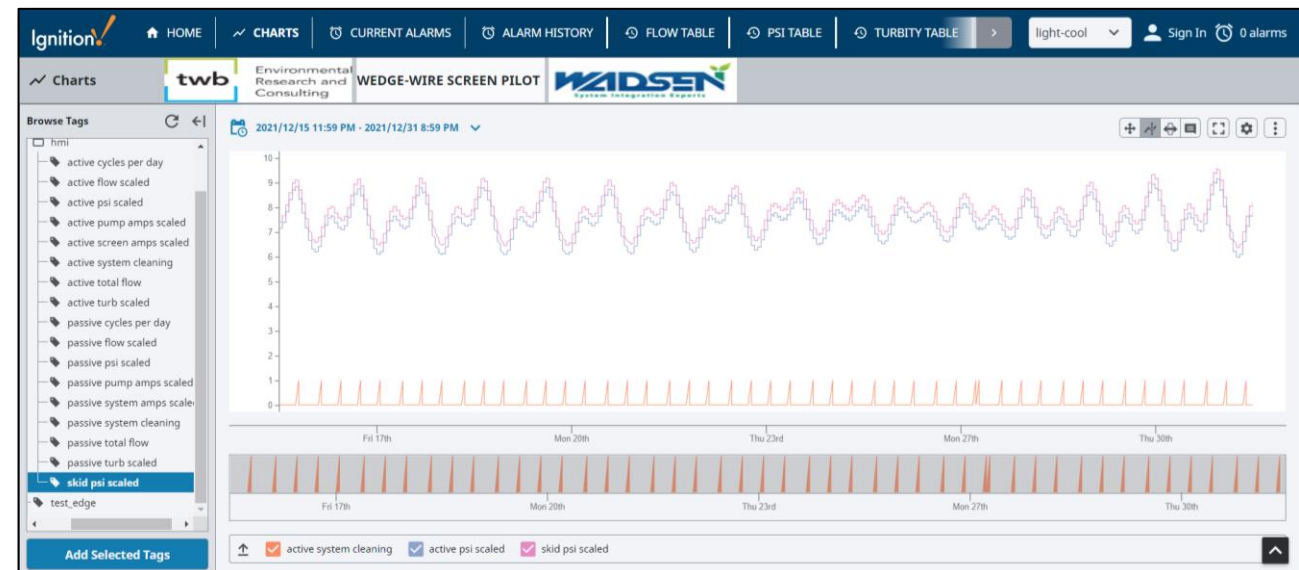 Ignition!
HOME
CHARTS
CURRENT ALARMS
ALARM HISTORY
FLOW TABLE
PSI TABLE
TURBITY TABLE
light-cool
Sign In
0 alarms
Charts
twb
Environmental
Research and
Consulting
WEDGE-WIRE SCREEN PILOT
WADSEN
System Integration Experts
Browse Tags
2021/12/15 11:59 PM - 2021/12/31 8:59 PM
hmi
active cycles per day
active flow scaled
active psi scaled
active pump amps scaled
active screen amps scaled
active system cleaning
active total flow
active turb scaled
passive cycles per day
passive flow scaled
passive psi scaled
passive pump amps scaled
passive system amps scale
passive system cleaning
passive total flow
passive turb scaled
skid psi scaled
test_edge
Add Selected Tags
10
9
8
7
6
5
4
3
2
1
0
Fri 17th
Mon 20th
Thu 23rd
Mon 27th
Thu 30th
Fri 17th
Mon 20th
Thu 23rd
Mon 27th
Thu 30th
active system cleaning
active psi scaled
skid psi scaled